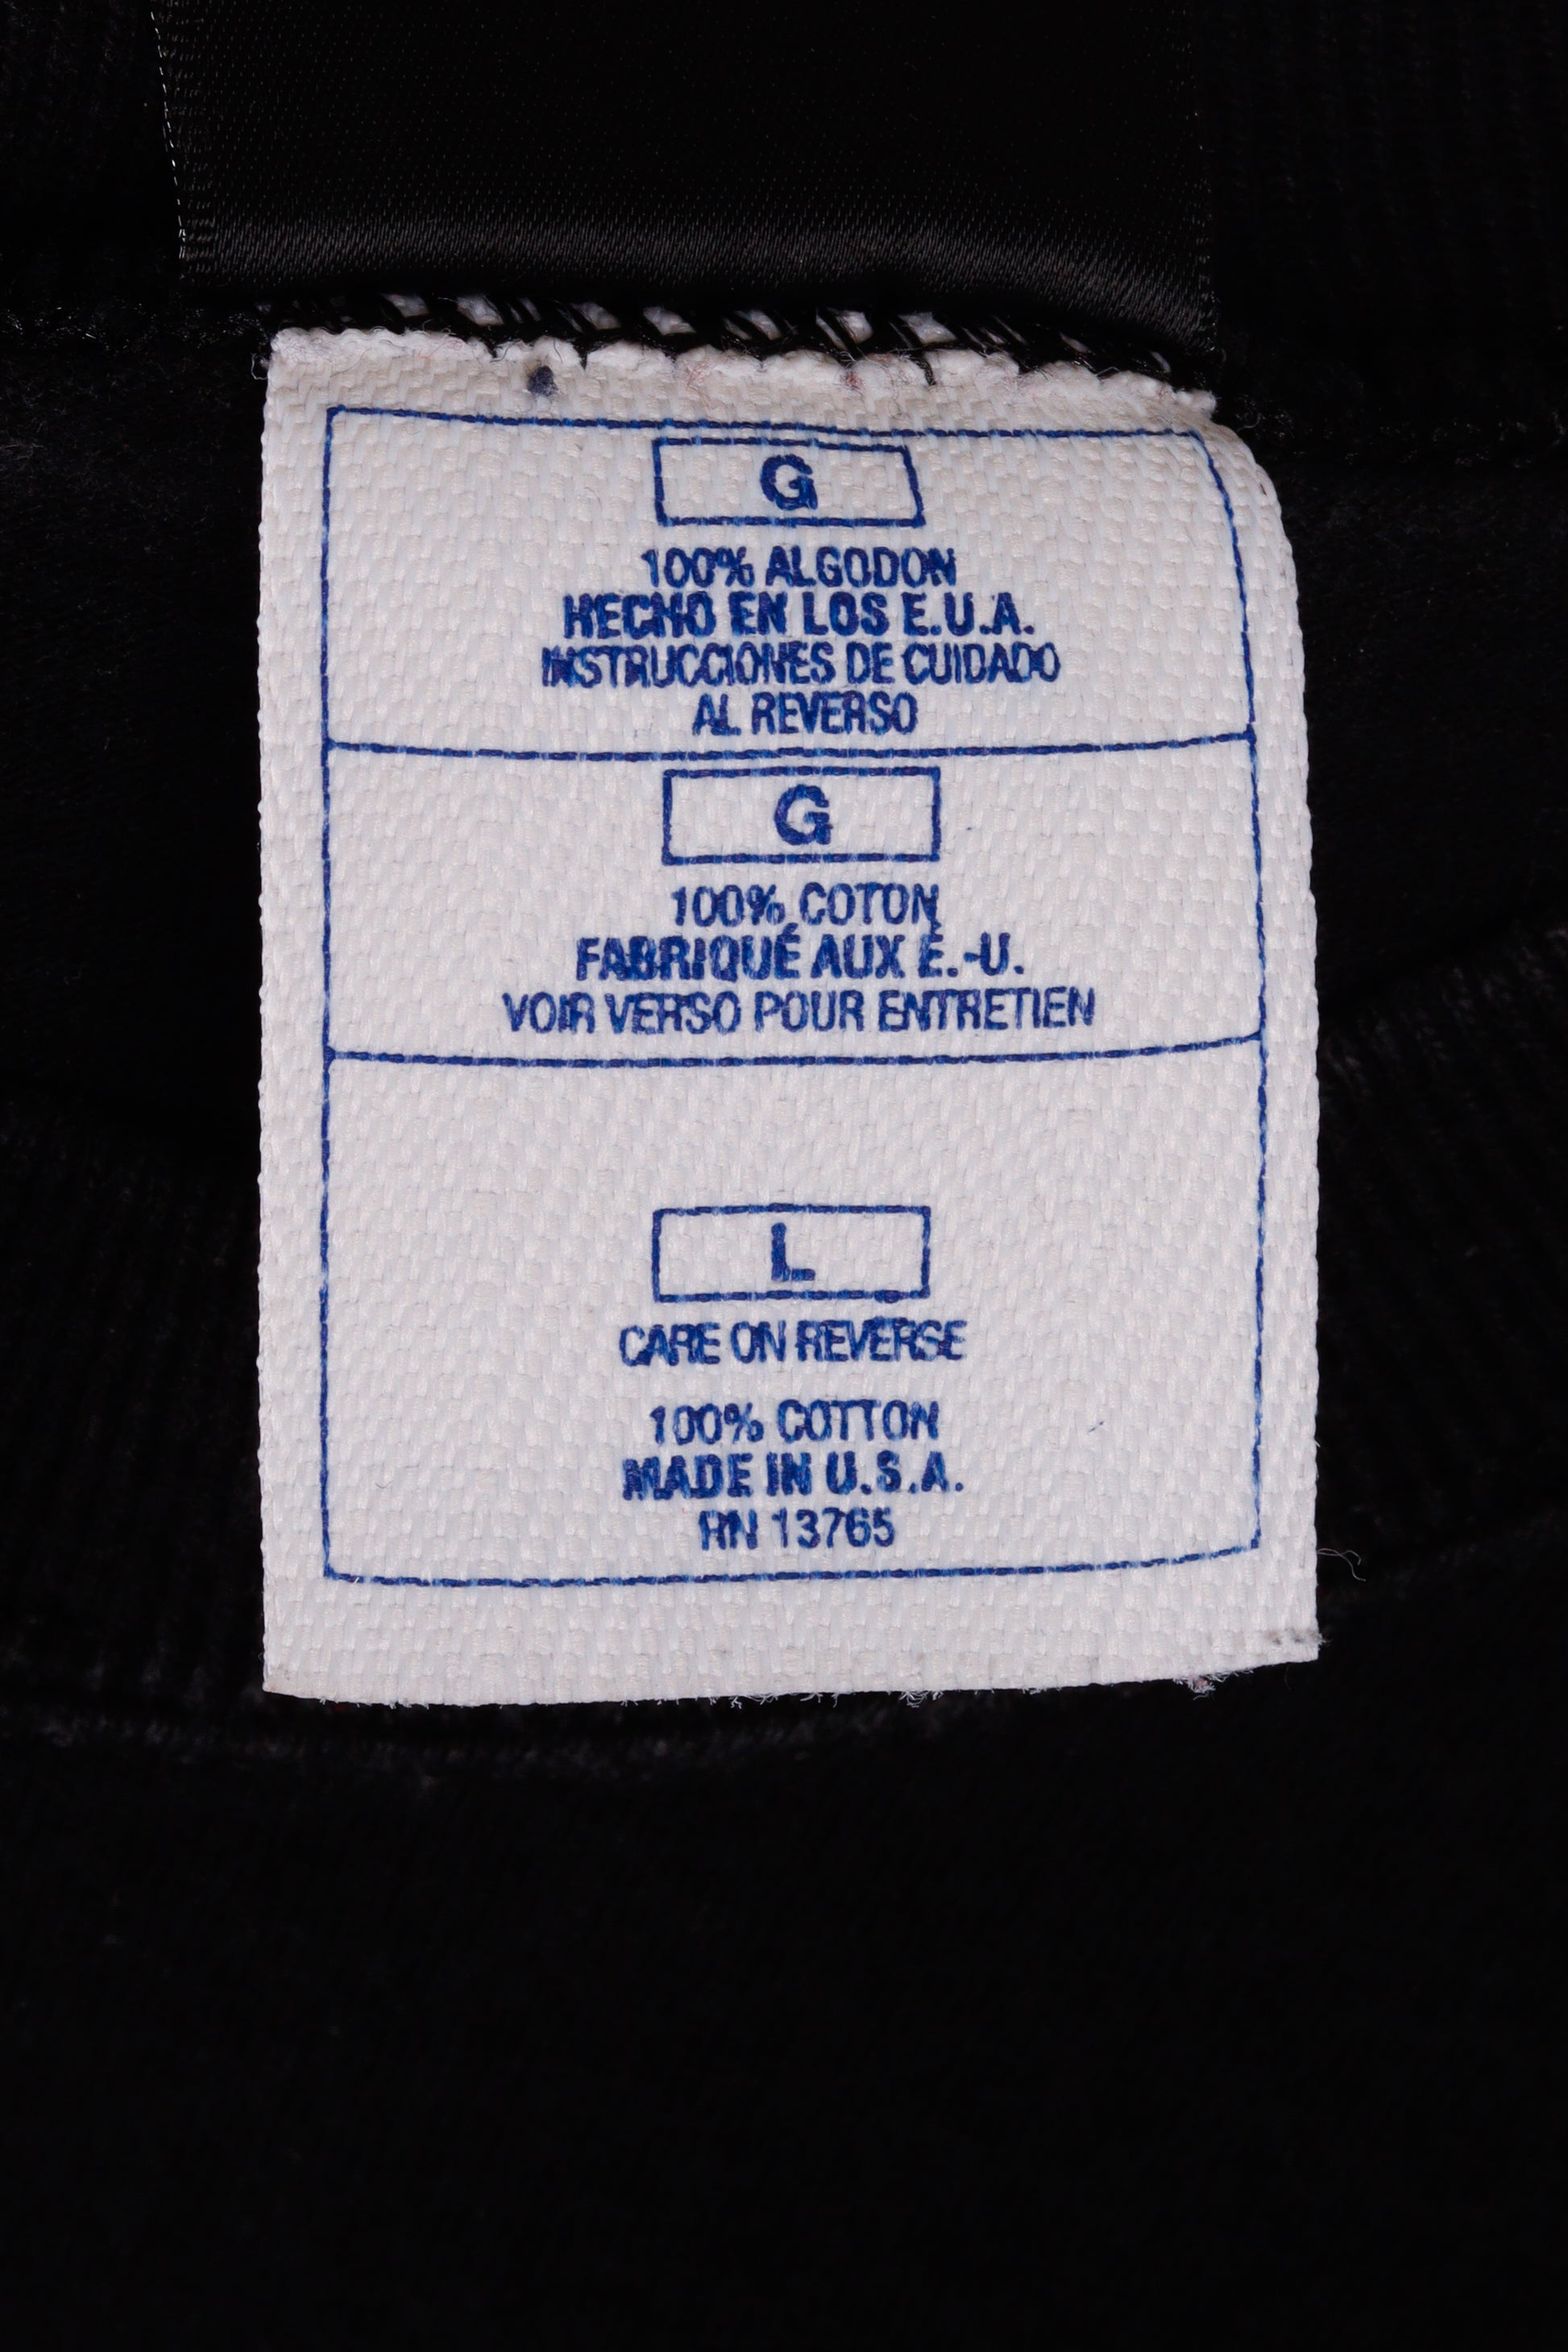 G
100% ALGODON
HECHO EN LOS E.U.A.
INSTRUCCIONES DE CUIDADO
AL REVERSO
G
100% COTON
FABRIQUÉ AUX É.-U.
VOIR VERSO POUR ENTRETIEN
L
CARE ON REVERSE
100% COTTON
MADE IN U.S.A.
RN 13765